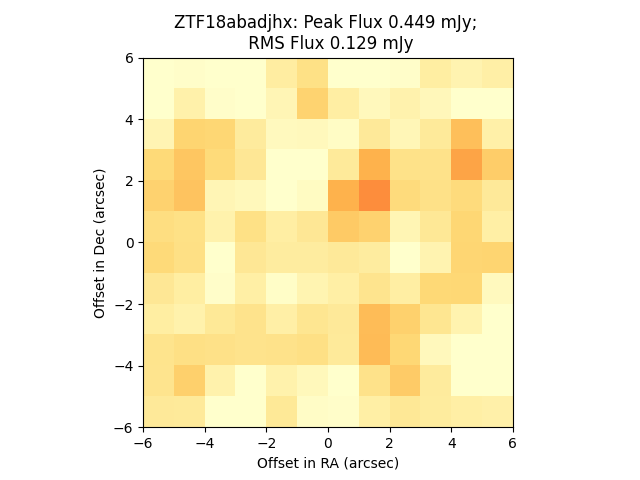 ZTF18abadjhx: Peak Flux 0.449 mJy;
RMS Flux 0.129 mJy
6
4
2
0
−2
−4
−6
Offset in Dec (arcsec)
−6 −4 −2 0 2 4 6
Offset in RA (arcsec)